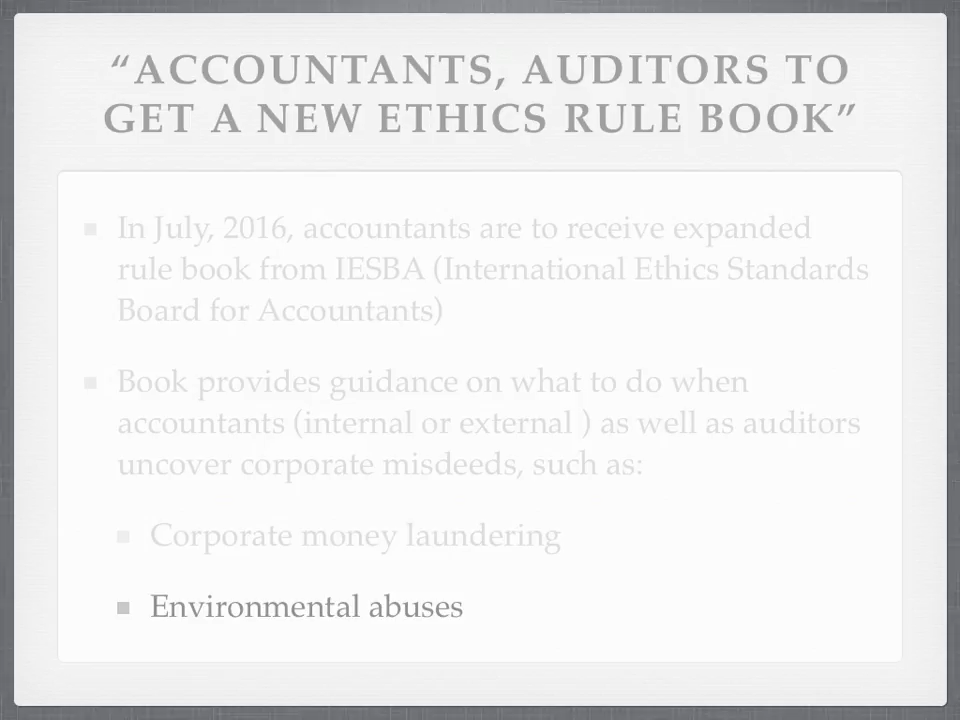 “ACCOUNTANTS, AUDITORS TO
GET A NEW ETHICS RULE BOOK”
In July, 2016, accountants are to receive expanded
rule book from IESBA (International Ethics Standards
Board for Accountants)
Book provides guidance on what to do when
accountants (internal or external ) as well as auditors
uncover corporate misdeeds, such as:
Corporate money laundering
Environmental abuses